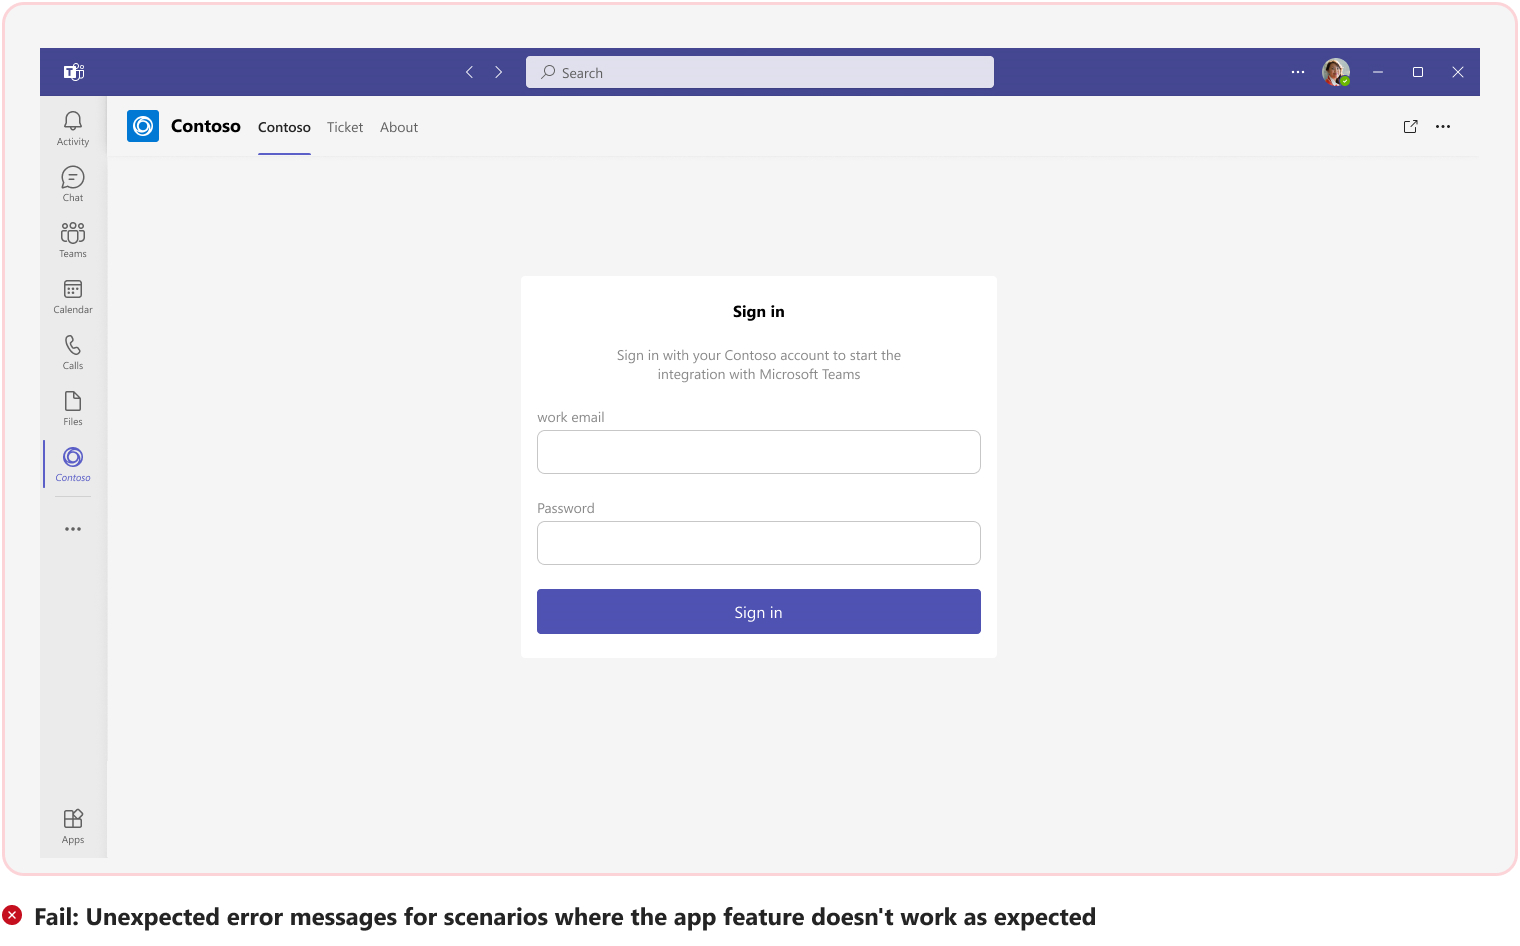 Search
Contoso Contoso Ticket About
Activity
Chat
Teams
Calendar
Calls
Files
Contoso
Apps
Sign in
Sign in with your Contoso account to start the
integration with Microsoft Teams
work email
Password
Sign in
Fail: Unexpected error messages for scenarios where the app feature doesn't work as expected